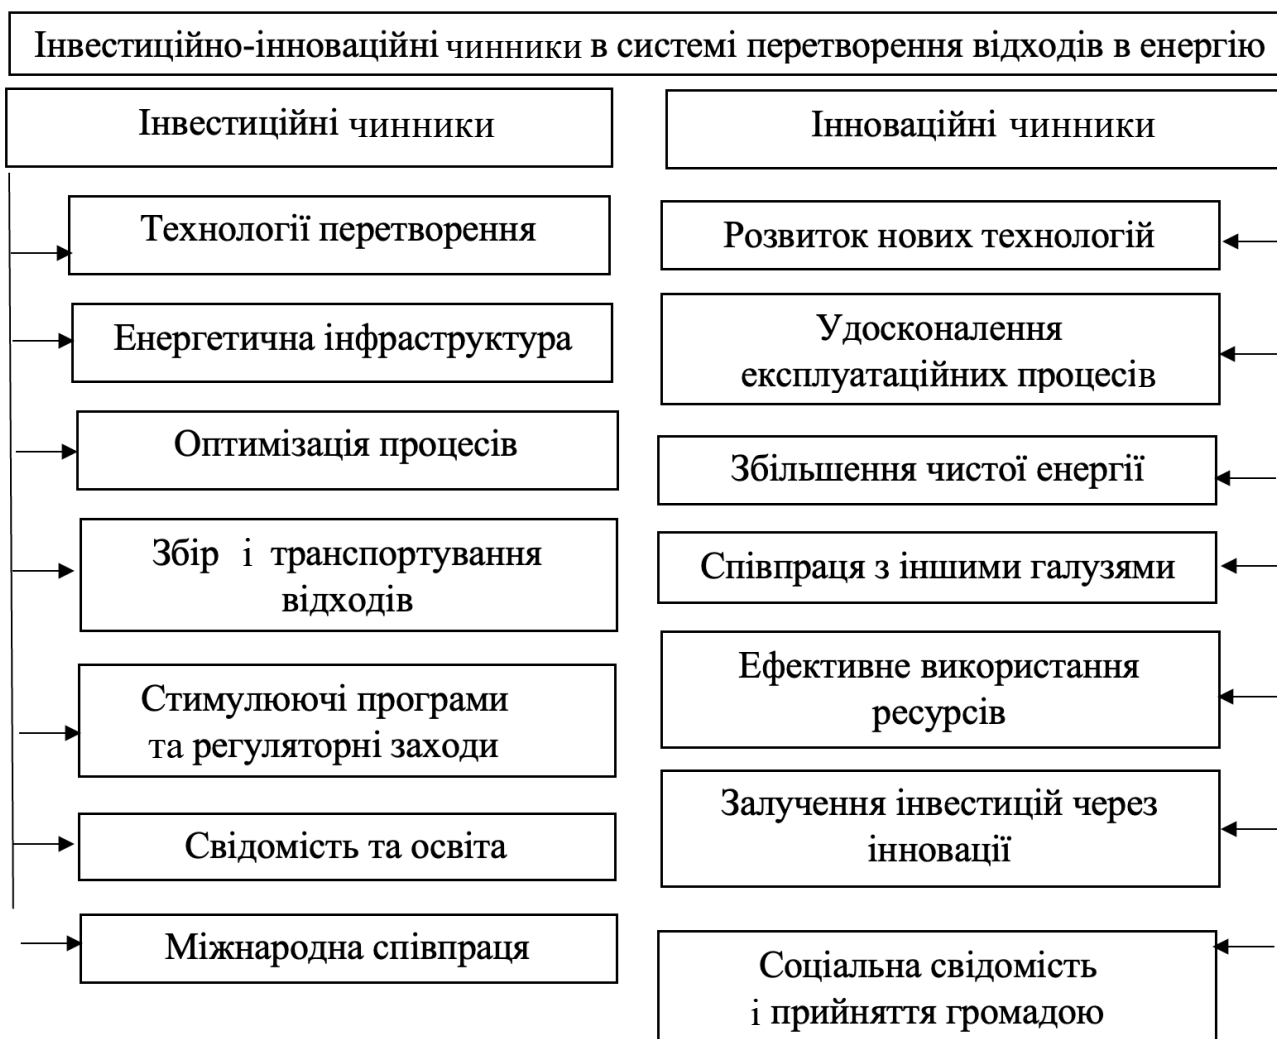 Інвестиційно-інноваційні чинники в системі перетворення відходів в енергію
Інвестиційні чинники
Технології перетворення
Енергетична інфраструктура
Оптимізація процесів
Збір і транспортування
відходів
Стимулюючі програми
та регуляторні заходи
Свідомість та освіта
Міжнародна співпраця
Інноваційні чинники
Розвиток нових технологій
Удосконалення
експлуатаційних процесів
Збільшення чистої енергії
Співпраця з іншими галузями
Ефективне використання
ресурсів
Залучення інвестицій через
інновації
Соціальна свідомість
і прийняття громадою